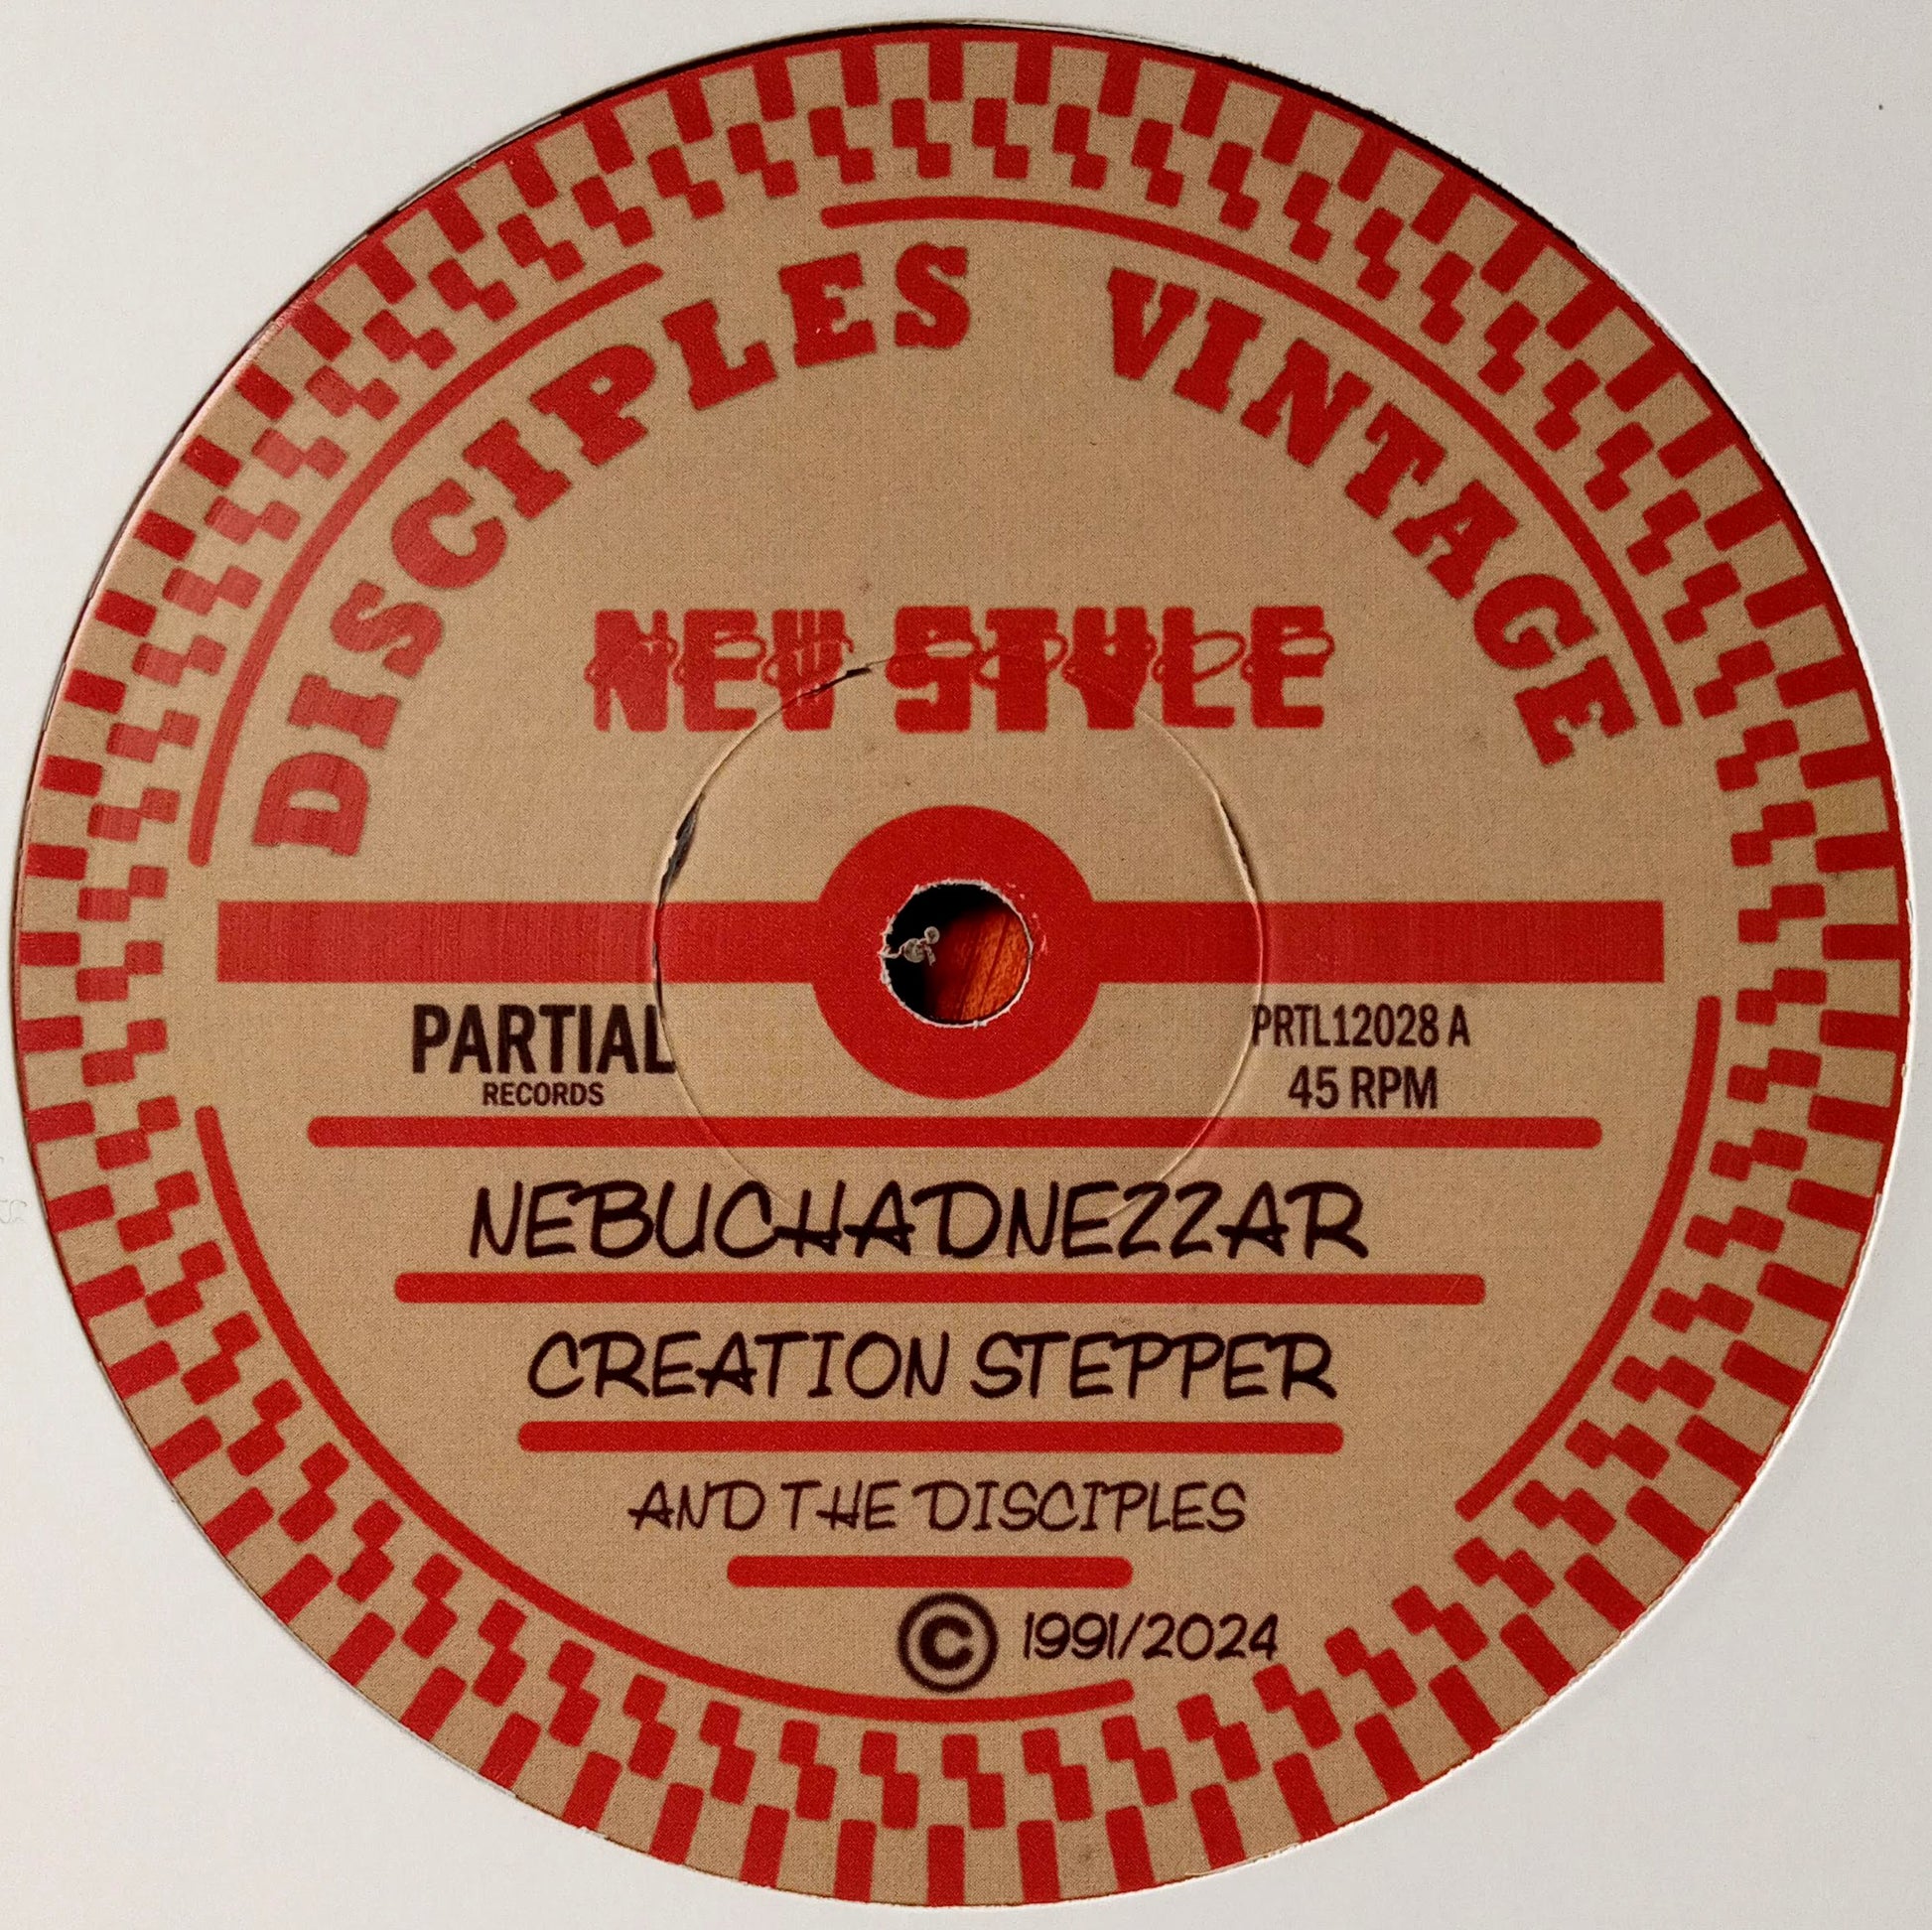 DISCIPLES VINTAGE
NEW STYLE
PARTIAL
RECORDS
PRTL12028 A
45 RPM
NEBUCHADNEZZAR
CREATION STEPPER
AND THE DISCIPLES
© 1991/2024